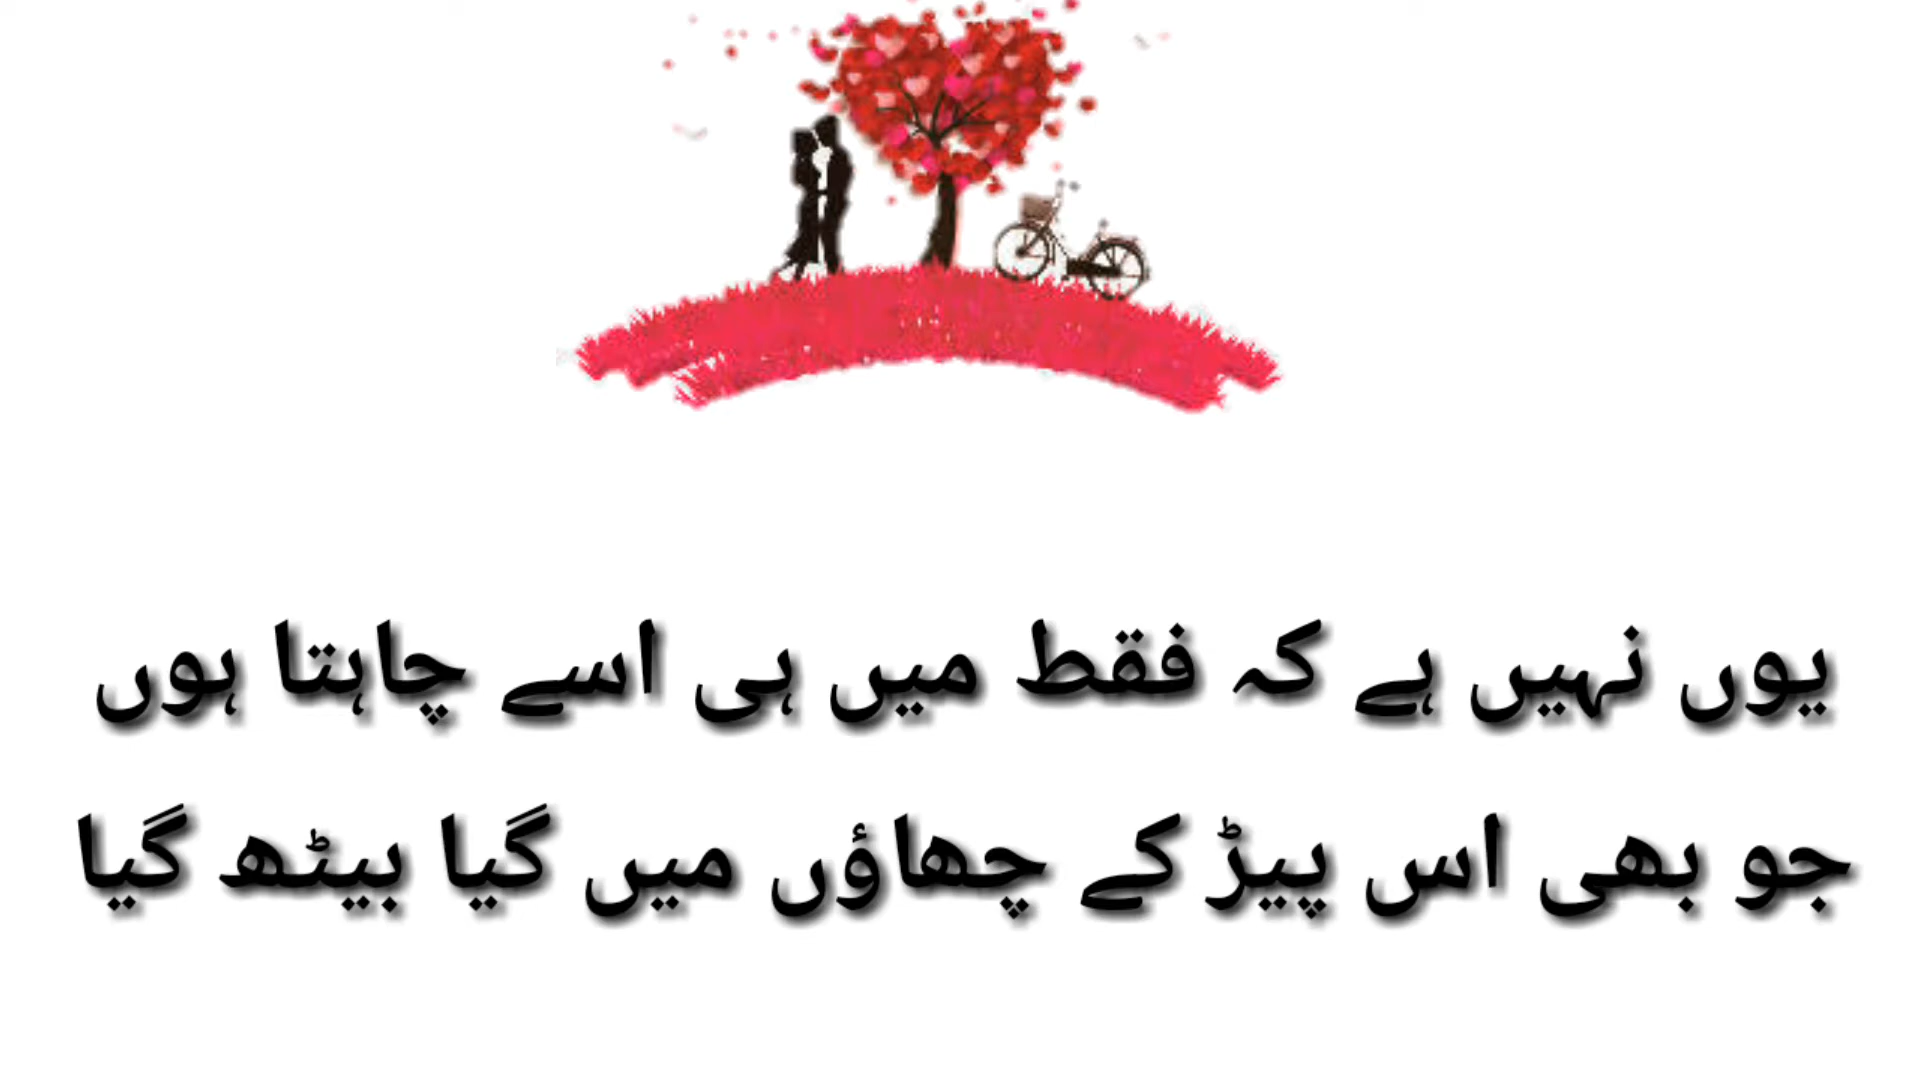 یوں نہیں ہے کہ فقط میں ہی اسے چاہتا ہوں
جو بھی اس پیڑ کے چھاؤں میں گیا بیٹھ گیا